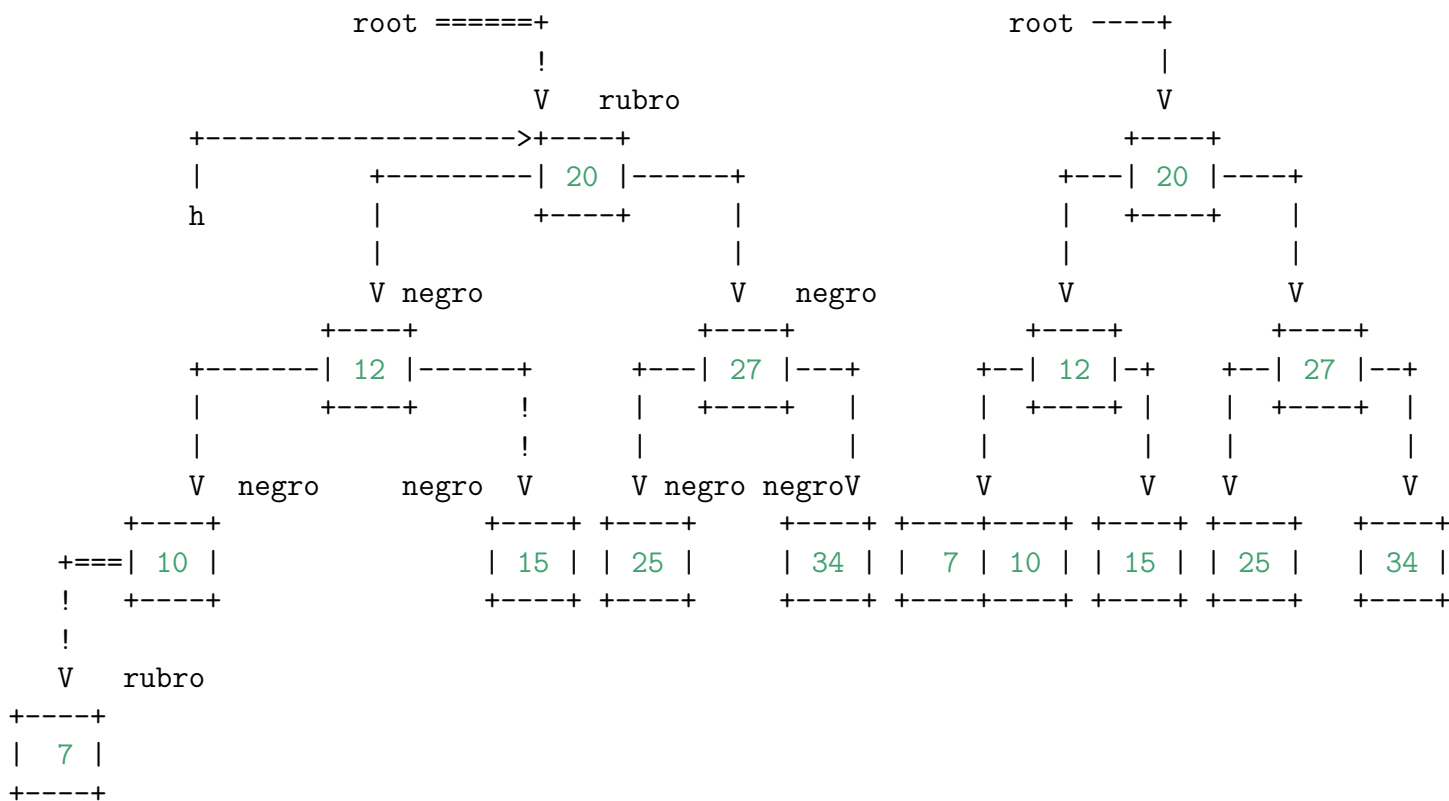 root ======+ root ----+
! |
V rubro V
+------------------>+----+ +----+
| +---------| 20 |------+ +---| 20 |----+
h | +----+ | | +----+ |
| | | |
V negro V negro V V
+----+ +----+ +----+ +----+
+-------| 12 |------+ +---| 27 |---+ +--| 12 |-+ +--| 27 |--+
| +----+ ! | +----+ | | +----+ | | +----+ |
| ! | | | | | |
V negro negro V V negro negroV V V V V
+----+ +----+ +----+ +----+ +----+----+ +----+ +----+ +----+
+===| 10 | | 15 | | 25 | | 34 | | 7 | 10 | | 15 | | 25 | | 34 |
! +----+ +----+ +----+ +----+ +----+----+ +----+ +----+ +----+
!
V rubro
+----+
| 7 |
+----+